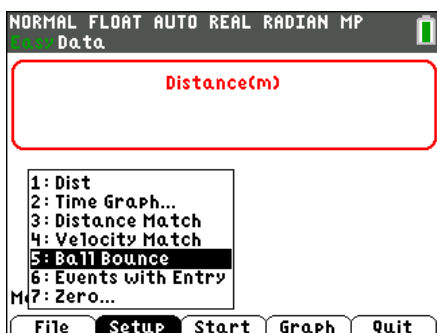 NORMAL FLOAT AUTO REAL RADIAN MP
EasyData
Distance(m)
1: Dist
2: Time Graph...
3: Distance Match
4: Velocity Match
5: Ball Bounce
6: Events with Entry
7: Zero...
File Setup Start Graph Quit